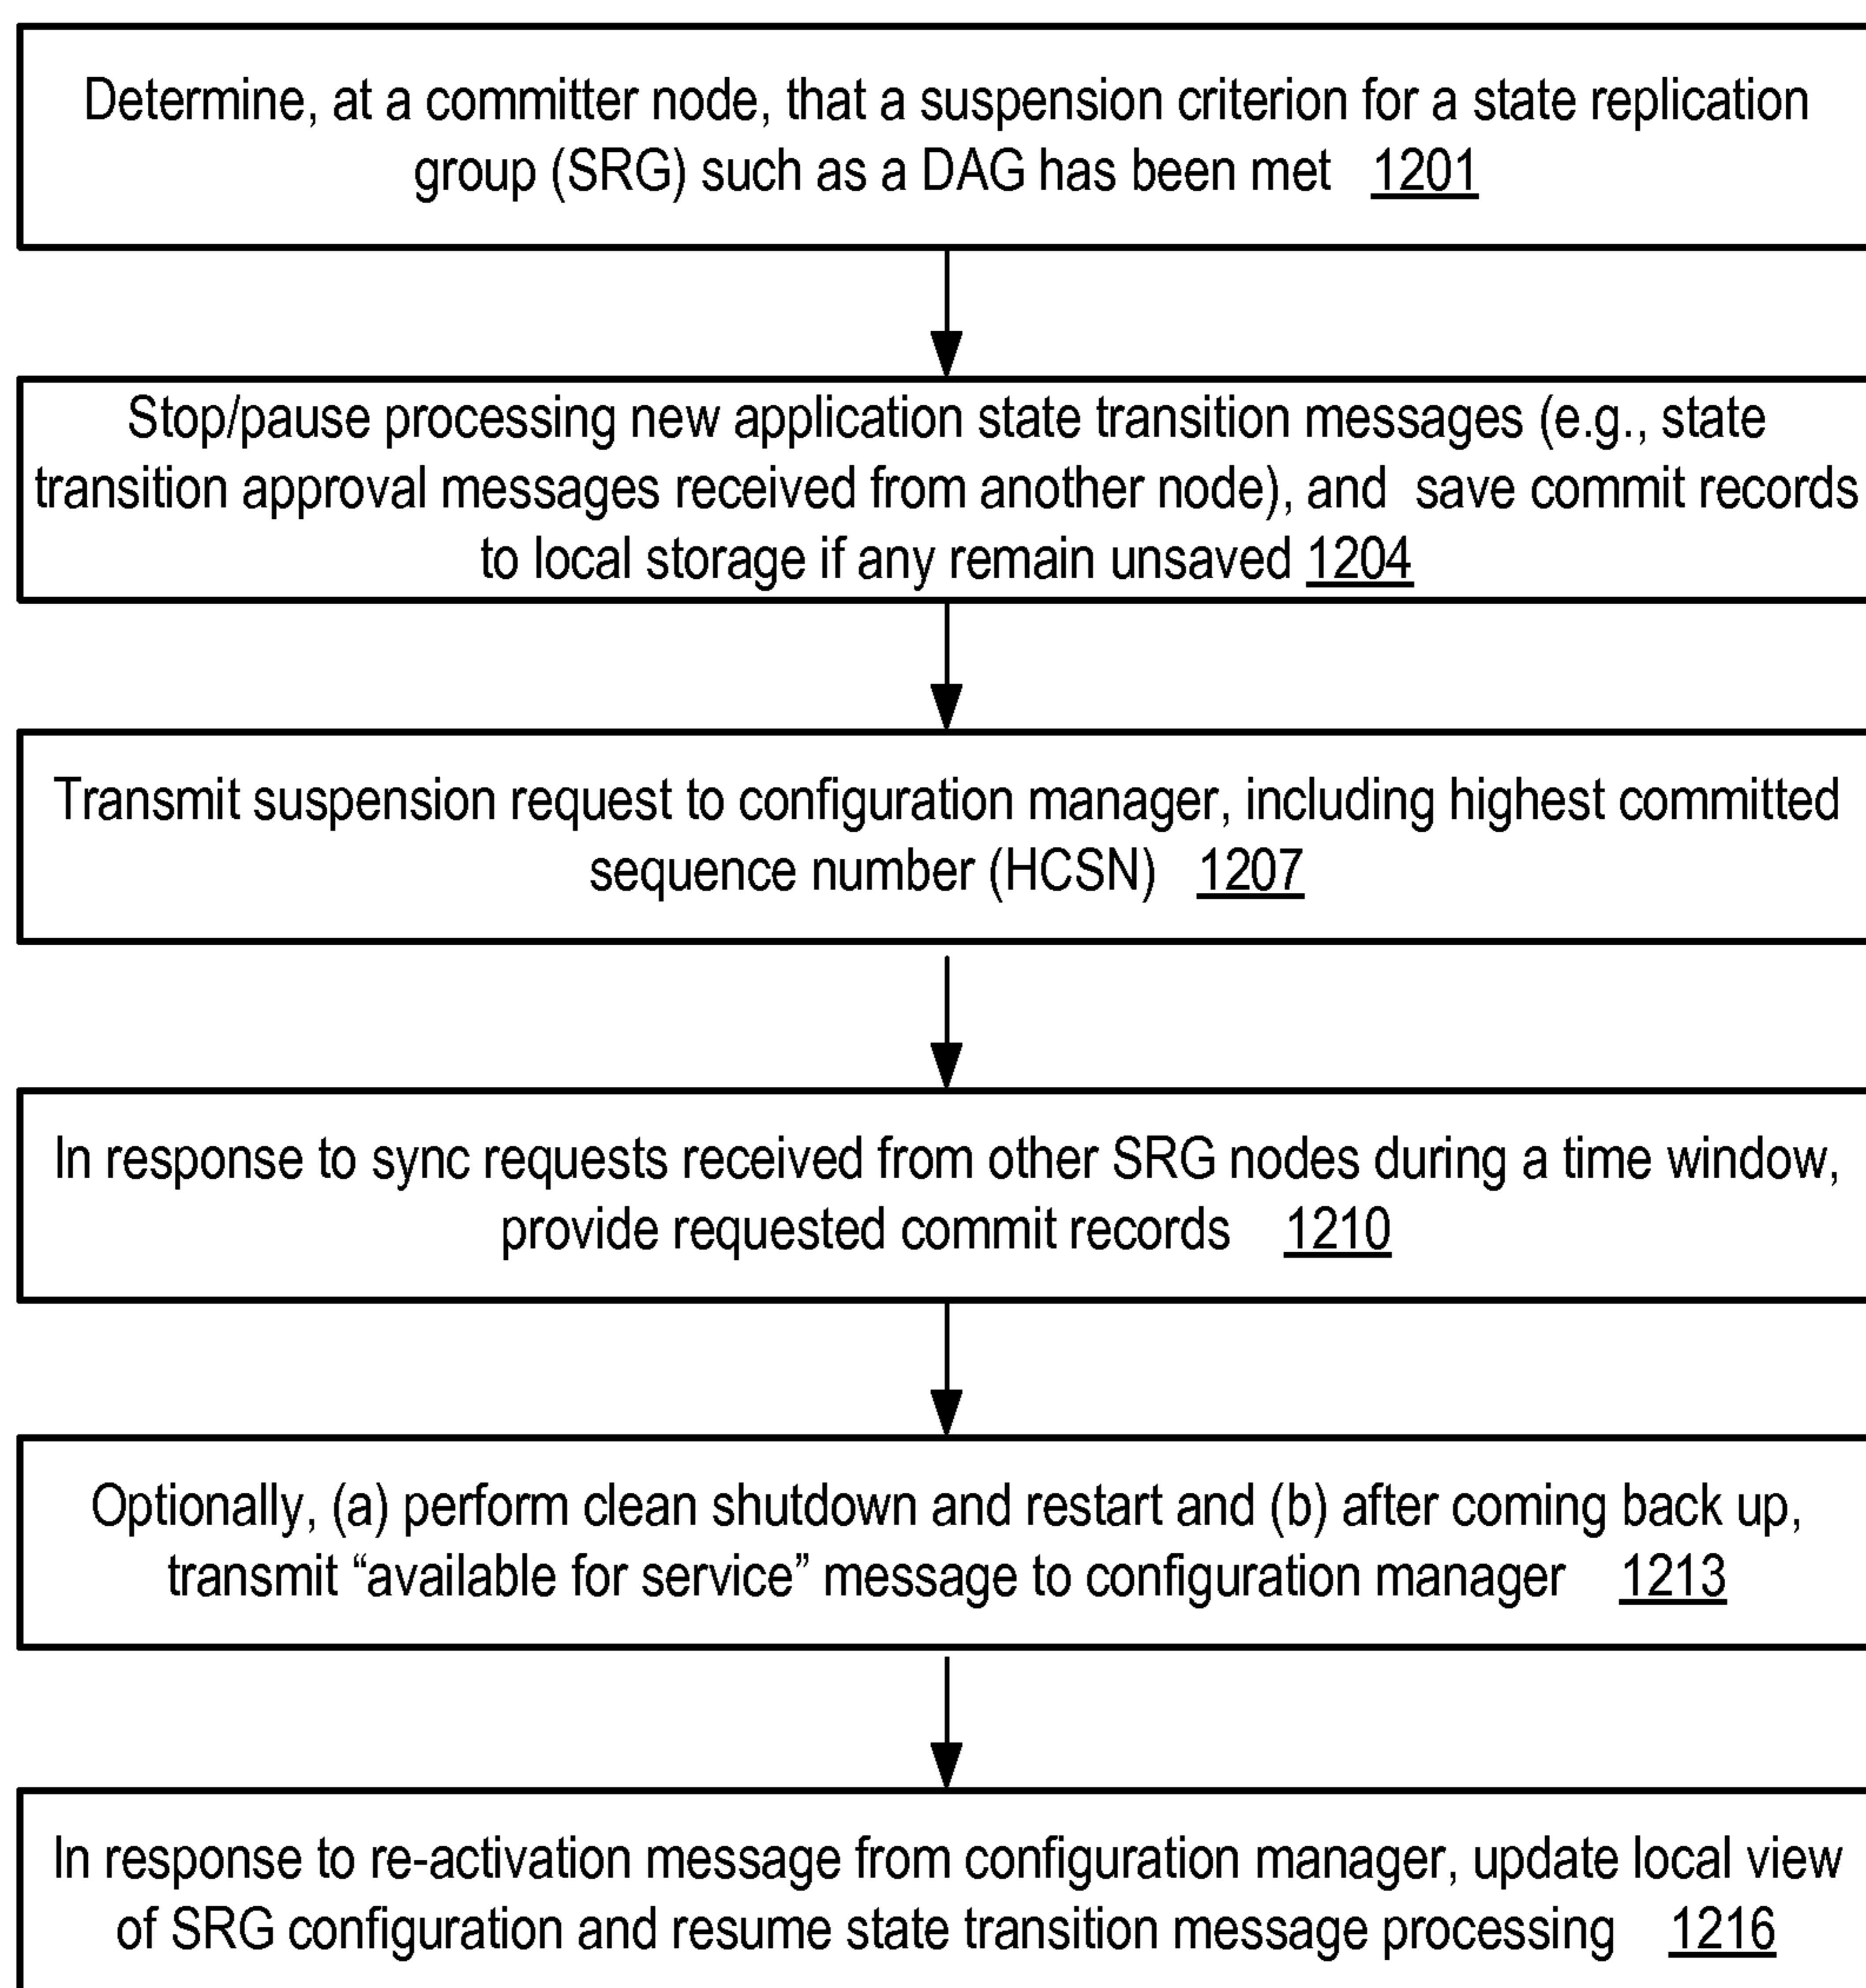 Determine, at a committer node, that a suspension criterion for a state replication
group (SRG) such as a DAG has been met 1201
Stop/pause processing new application state transition messages (e.g., state
transition approval messages received from another node), and save commit records
to local storage if any remain unsaved 1204
Transmit suspension request to configuration manager, including highest committed
sequence number (HCSN) 1207
In response to sync requests received from other SRG nodes during a time window,
provide requested commit records 1210
Optionally, (a) perform clean shutdown and restart and (b) after coming back up,
transmit “available for service” message to configuration manager 1213
In response to re-activation message from configuration manager, update local view
of SRG configuration and resume state transition message processing 1216